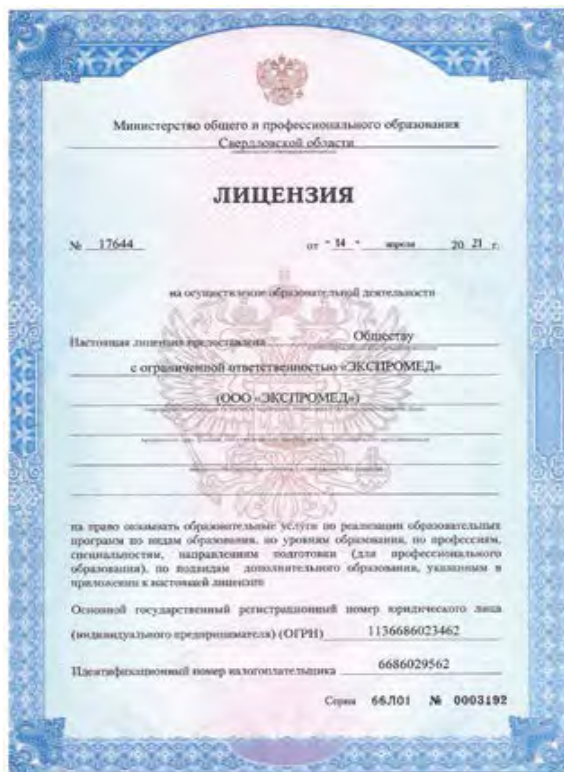 Министерство общего и профессионального образования
Свердловской области
ЛИЦЕНЗИЯ
№ 17644 от "14" апреля 20 21 г.
на осуществление образовательной деятельности
Настоящая лицензия предоставлена Обществу
с ограниченной ответственностью «ЭКСПРОМЕД»
(ООО «ЭКСПРОМЕД»)
на право оказывать образовательные услуги по реализации образовательных
программ по видам образования, по уровням образования, по профессиям,
специальностям, направлениям подготовки (для профессионального
образования), по подвидам дополнительного образования, указанным в
приложении к настоящей лицензии
Основной государственный регистрационный номер юридического лица
(индивидуального предпринимателя) (ОГРН) 1136686023462
Идентификационный номер налогоплательщика 6686029562
Серия 66Л01 № 0003192